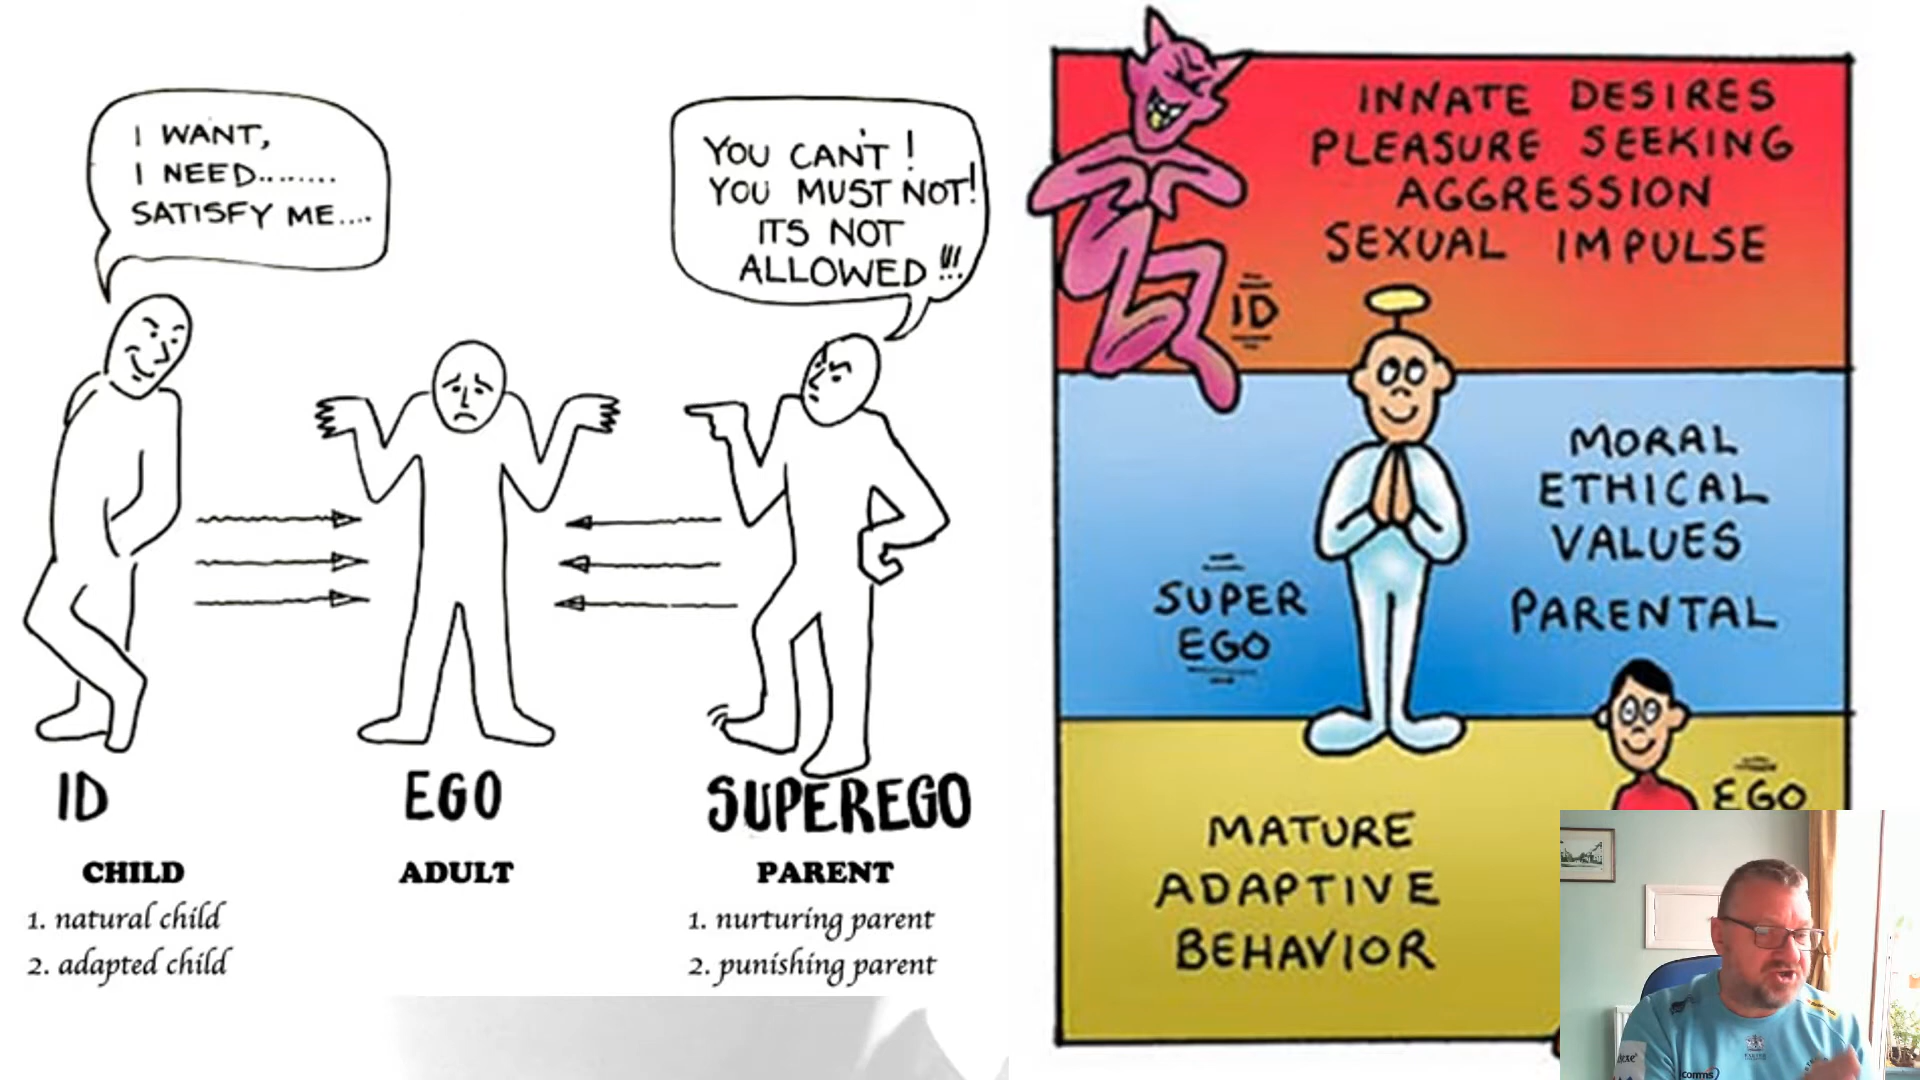 I WANT,
I NEED........
SATISFY ME....
YOU CAN'T!
YOU MUST NOT!
ITS NOT
ALLOWED!!!
ID
EGO
SUPEREGO
CHILD
ADULT
PARENT
1. natural child
2. adapted child
1. nurturing parent
2. punishing parent
INNATE DESIRES
PLEASURE SEEKING
AGGRESSION
SEXUAL IMPULSE
ID
MORAL
ETHICAL
VALUES
PARENTAL
SUPER
EGO
EGO
MATURE
ADAPTIVE
BEHAVIOR